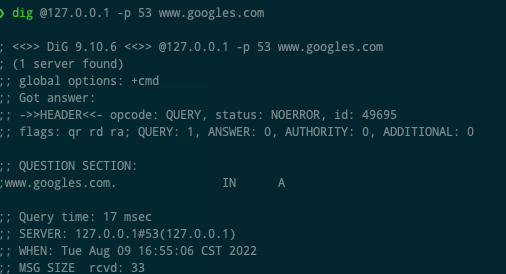 ❯ dig @127.0.0.1 -p 53 www.googles.com
; <<>> DiG 9.10.6 <<>> @127.0.0.1 -p 53 www.googles.com
; (1 server found)
;; global options: +cmd
;; Got answer:
;; ->>HEADER<<- opcode: QUERY, status: NOERROR, id: 49695
;; flags: qr rd ra; QUERY: 1, ANSWER: 0, AUTHORITY: 0, ADDITIONAL: 0
;; QUESTION SECTION:
;www.googles.com. IN A
;; Query time: 17 msec
;; SERVER: 127.0.0.1#53(127.0.0.1)
;; WHEN: Tue Aug 09 16:55:06 CST 2022
;; MSG SIZE rcvd: 33